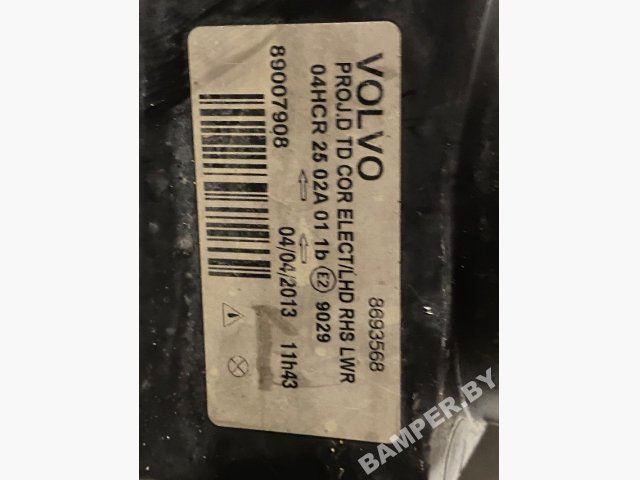 VOLVO 8693568
PROJ.D TD COR ELECT/LHD RHS LWR
04HCR 25 02A 01 1b E2 9029
04/04/2013 11h43
89007908
BAMPER.BY